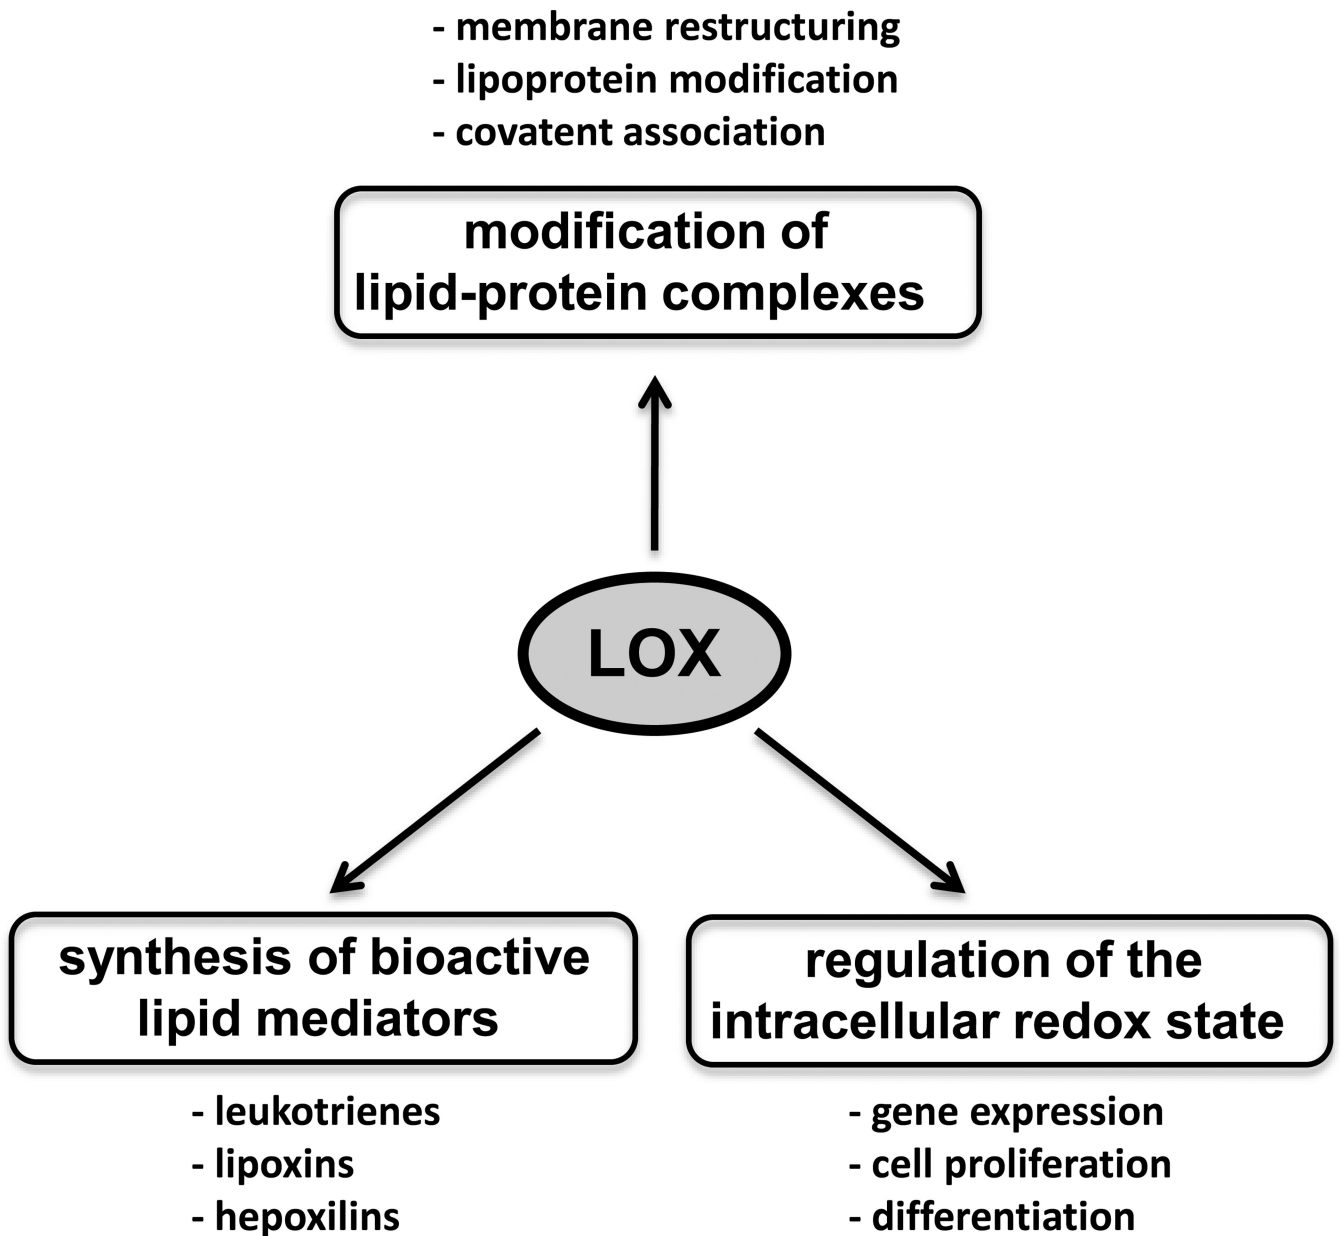 - membrane restructuring
- lipoprotein modification
- covatent association
modification of
lipid-protein complexes
LOX
synthesis of bioactive
lipid mediators
- leukotrienes
- lipoxins
- hepoxilins
regulation of the
intracellular redox state
- gene expression
- cell proliferation
- differentiation